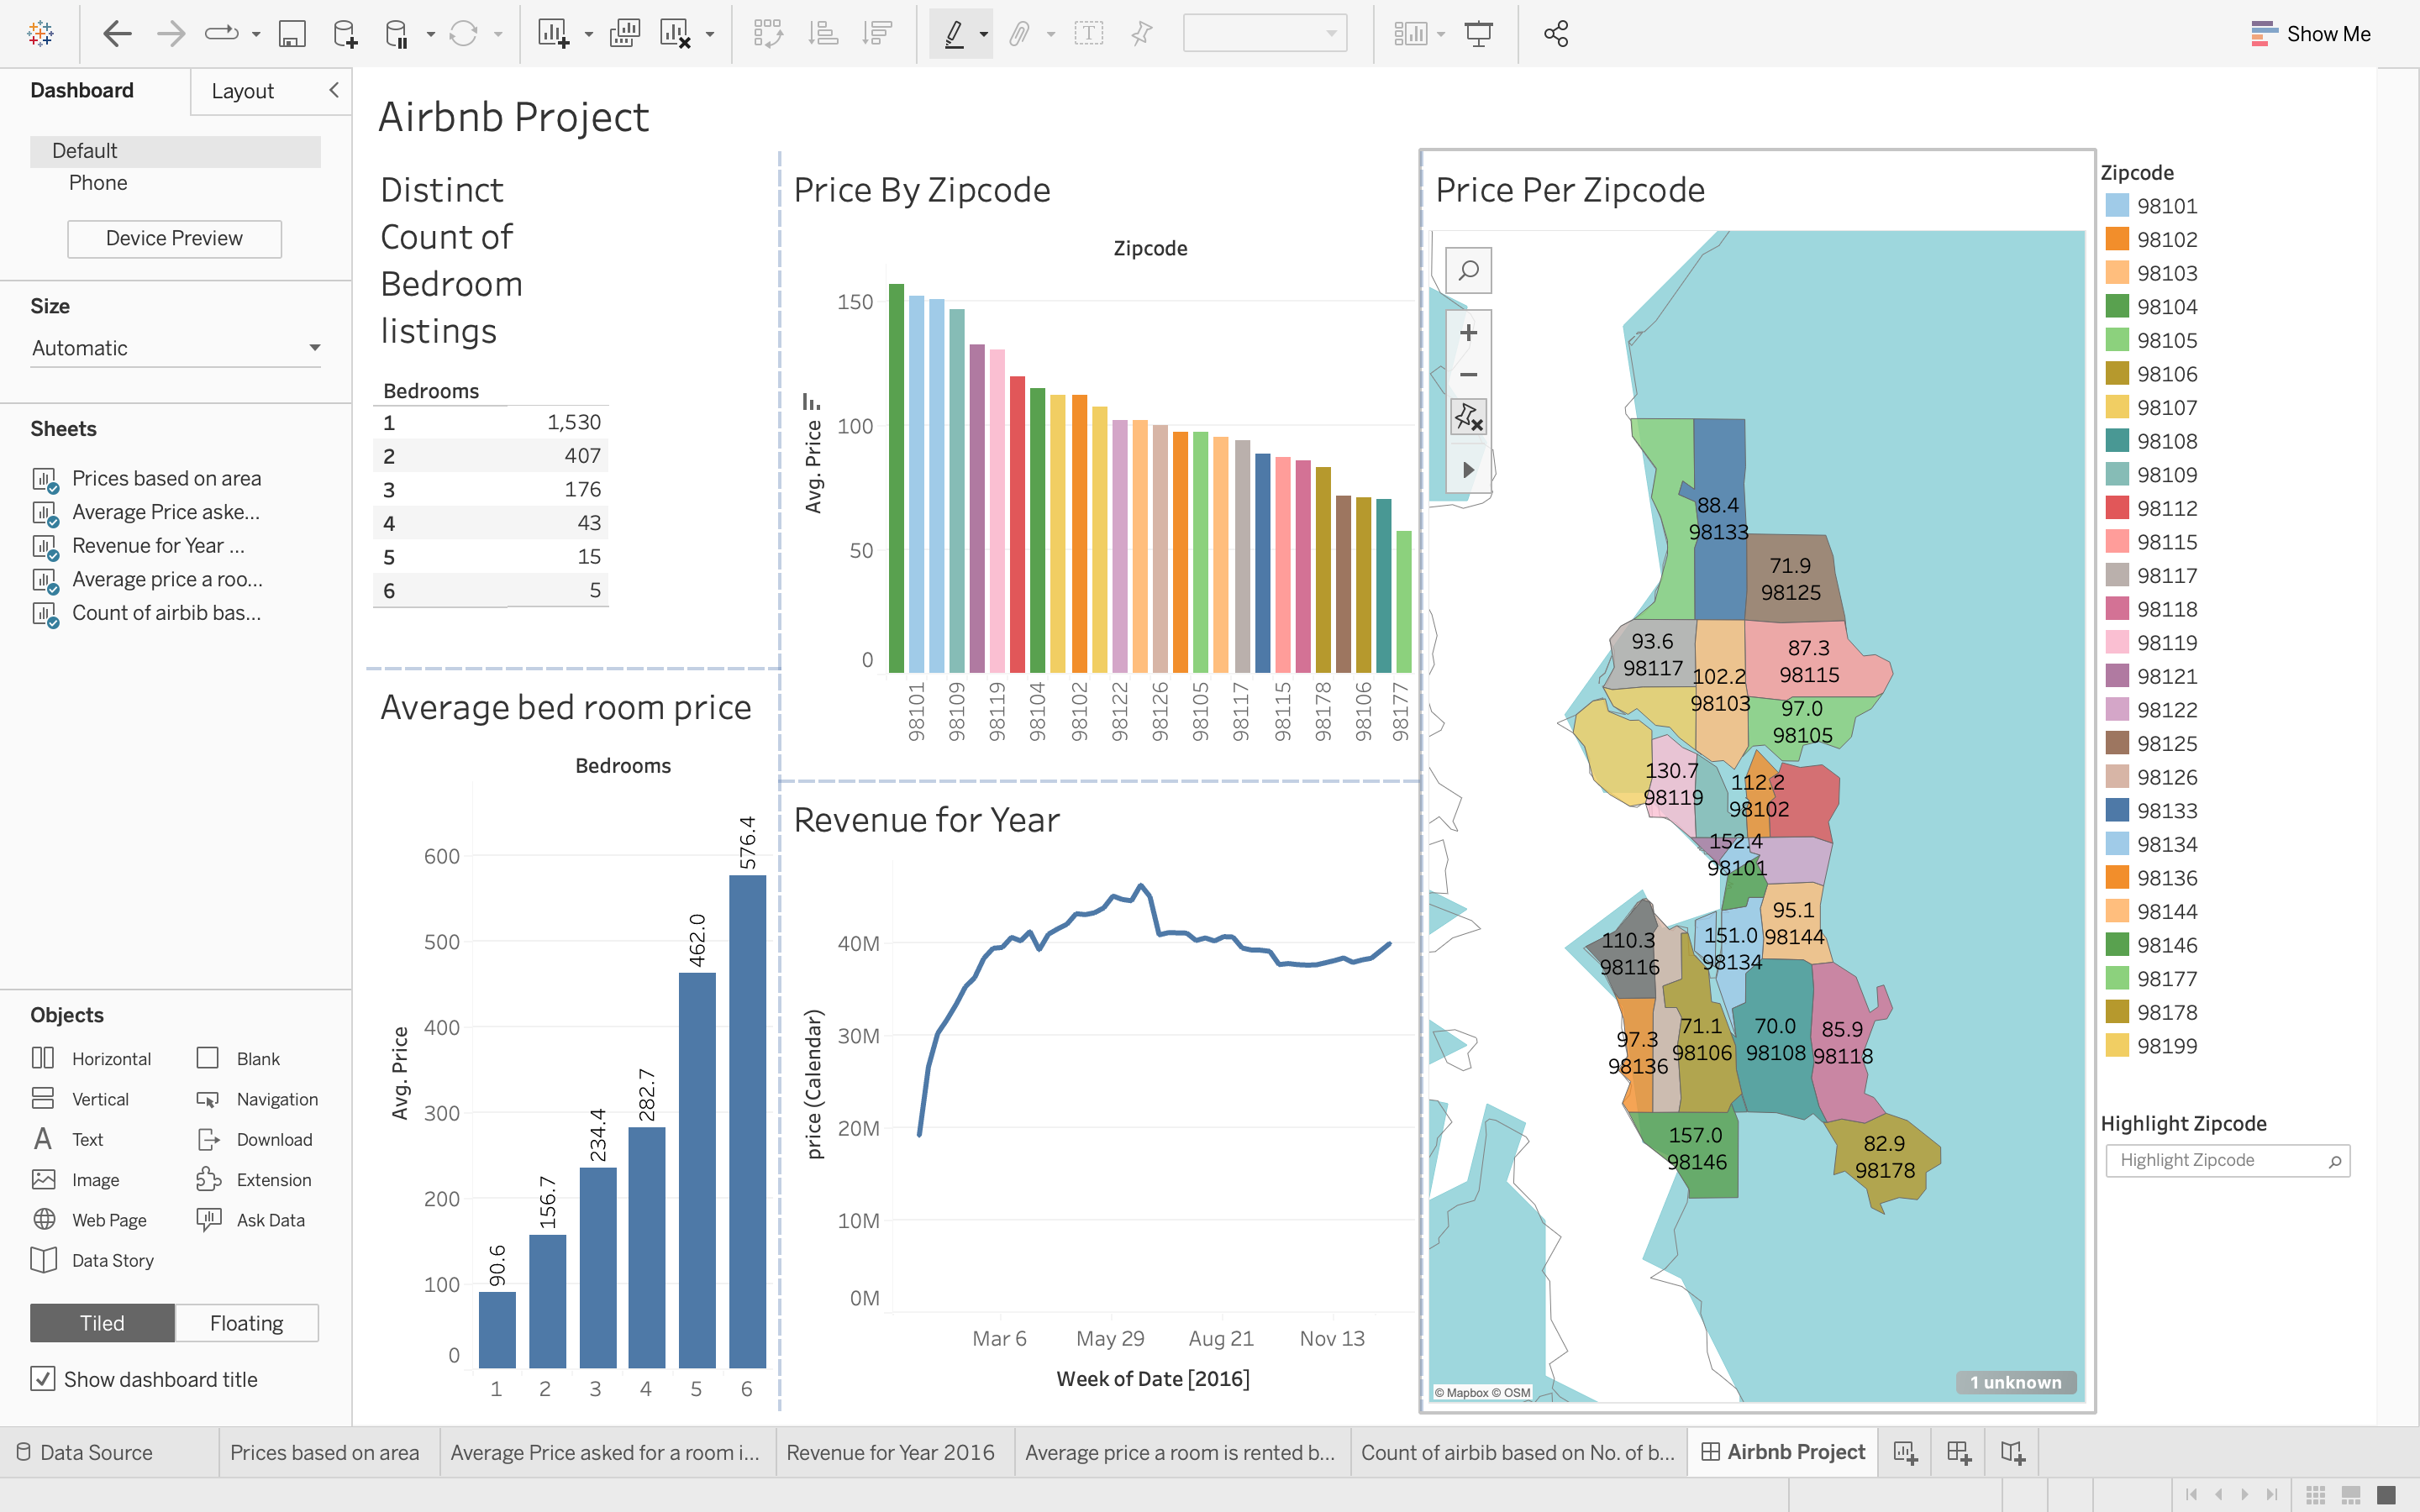 Show Me
Dashboard
Layout
Default
Phone
Device Preview
Size
Automatic
Sheets
Prices based on area
Average Price aske...
Revenue for Year ...
Average price a roo...
Count of airbib bas...
Objects
Horizontal
Blank
Vertical
Navigation
Text
Download
Image
Extension
Web Page
Ask Data
Data Story
Tiled
Floating
Show dashboard title
Airbnb Project
Distinct
Count of
Bedroom
listings
Bedrooms
1 1,530
2 407
3 176
4 43
5 15
6 5
Average bed room price
Bedrooms
Avg. Price
600
500
400
300
200
100
0
90.6
156.7
234.4
282.7
462.0
576.4
1 2 3 4 5 6
Price By Zipcode
Zipcode
Avg. Price
150
100
50
0
98101
98109
98119
98104
98102
98122
98126
98105
98117
98115
98178
98106
98177
Revenue for Year
price (Calendar)
40M
30M
20M
10M
0M
Mar 6 May 29 Aug 21 Nov 13
Week of Date [2016]
Price Per Zipcode
88.4
98133
71.9
98125
93.6
98117
102.2
98103
87.3
98115
97.0
98105
130.7
98119
112.2
98102
152.4
98101
95.1
98144
151.0
98134
110.3
98116
97.3
98136
71.1
98106
70.0
98108
85.9
98118
157.0
98146
82.9
98178
© Mapbox © OSM
1 unknown
Zipcode
98101
98102
98103
98104
98105
98106
98107
98108
98109
98112
98115
98117
98118
98119
98121
98122
98125
98126
98133
98134
98136
98144
98146
98177
98178
98199
Highlight Zipcode
Highlight Zipcode
Data Source
Prices based on area
Average Price asked for a room i...
Revenue for Year 2016
Average price a room is rented b...
Count of airbib based on No. of b...
Airbnb Project